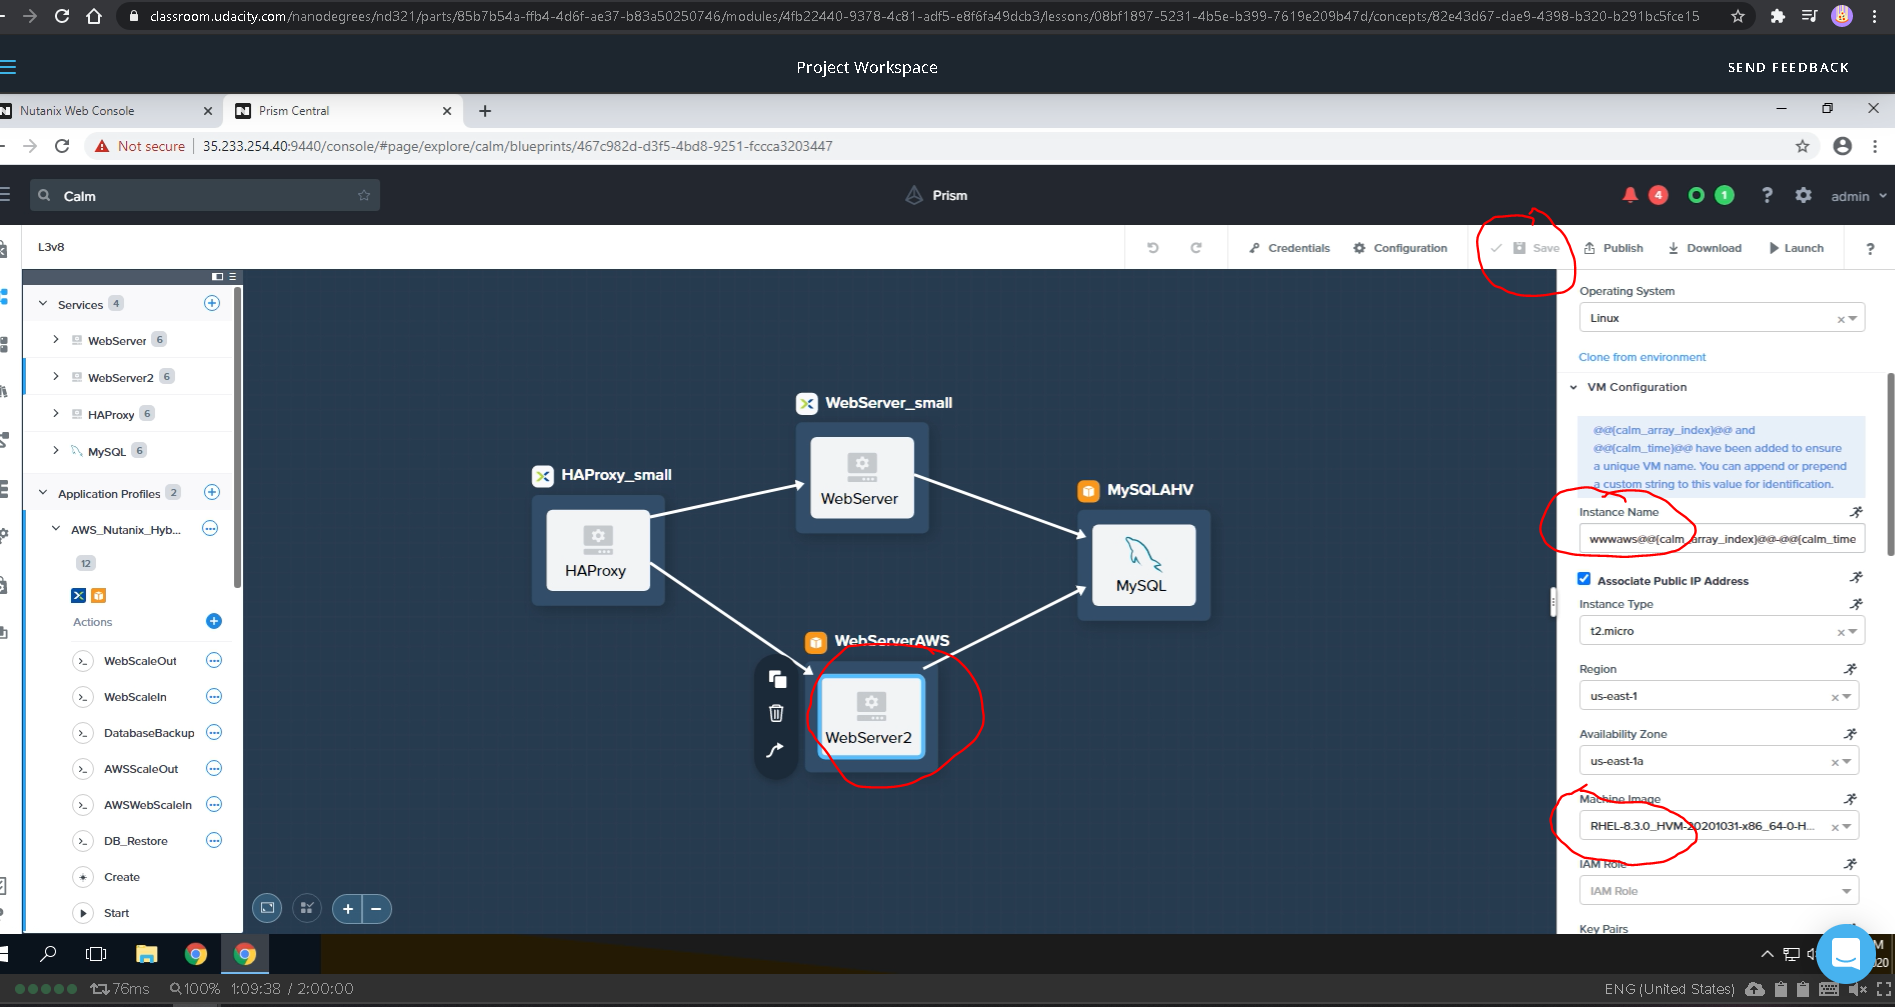 classroom.udacity.com/nanodegrees/nd321/parts/85b7b54a-ffb4-4d6f-ae37-b83a50250746/modules/4fb22440-9378-4c81-adf5-e8f6fa49dcb3/lessons/08bf1897-5231-4b5e-b399-7619e209b47d/concepts/82e43d67-dae9-4398-b320-b291bc5fce15
Project Workspace
SEND FEEDBACK
Nutanix Web Console
Prism Central
Not secure
35.233.254.40:9440/console/#page/explore/calm/blueprints/467c982d-d3f5-4bd8-9251-fccca3203447
Calm
Prism
4
1
?
admin
L3v8
Credentials
Configuration
Save
Publish
Download
Launch
?
Services 4
WebServer 6
WebServer2 6
HAProxy 6
MySQL 6
Application Profiles 2
AWS_Nutanix_Hyb...
12
Actions
WebScaleOut
WebScaleIn
DatabaseBackup
AWSScaleOut
AWSWebScaleIn
DB_Restore
Create
Start
HAProxy_small
HAProxy
WebServer_small
WebServer
MySQLAHV
MySQL
WebServerAWS
WebServer2
Operating System
Linux
Clone from environment
VM Configuration
@@{calm_array_index}@@ and
@@{calm_time}@@ have been added to ensure
a unique VM name. You can append or prepend
a custom string to this value for identification.
Instance Name
wwwaws@@{calm_array_index}@@-@@{calm_time
Associate Public IP Address
Instance Type
t2.micro
Region
us-east-1
Availability Zone
us-east-1a
Machine Image
RHEL-8.3.0_HVM-20201031-x86_64-0-H...
IAM Role
IAM Role
Key Pairs
M
20
76ms
100%
1:09:38 / 2:00:00
ENG (United States)